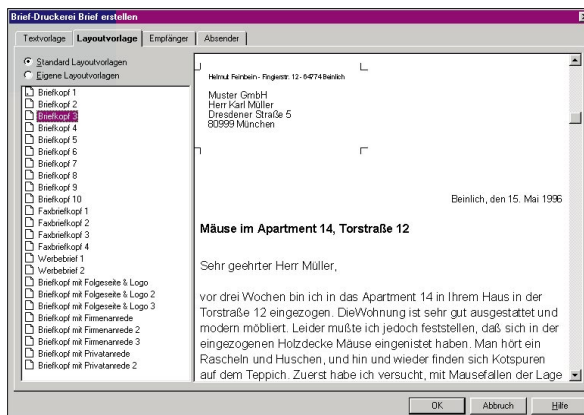 Brief-Druckerei Brief erstellen
Textvorlage Layoutvorlage Empfänger Absender
Standard Layoutvorlagen
Eigene Layoutvorlagen
Briefkopf 1
Briefkopf 2
Briefkopf 3
Briefkopf 4
Briefkopf 5
Briefkopf 6
Briefkopf 7
Briefkopf 8
Briefkopf 9
Briefkopf 10
Faxbriefkopf 1
Faxbriefkopf 2
Faxbriefkopf 3
Faxbriefkopf 4
Werbebrief 1
Werbebrief 2
Briefkopf mit Folgeseite & Logo
Briefkopf mit Folgeseite & Logo 2
Briefkopf mit Folgeseite & Logo 3
Briefkopf mit Firmenanrede
Briefkopf mit Firmenanrede 2
Briefkopf mit Firmenanrede 3
Briefkopf mit Privatanrede
Briefkopf mit Privatanrede 2
Helmut Feinbein - Fingierstr. 12 - 64774 Beinlich
Muster GmbH
Herr Karl Müller
Dresdener Straße 5
80999 München
Beinlich, den 15. Mai 1996
Mäuse im Apartment 14, Torstraße 12
Sehr geehrter Herr Müller,
vor drei Wochen bin ich in das Apartment 14 in Ihrem Haus in der
Torstraße 12 eingezogen. DieWohnung ist sehr gut ausgestattet und
modern möbliert. Leider mußte ich jedoch feststellen, daß sich in der
eingezogenen Holzdecke Mäuse eingenistet haben. Man hört ein
Rascheln und Huschen, und hin und wieder finden sich Kotspuren
auf dem Teppich. Zuerst habe ich versucht, mit Mausefallen der Lage
OK Abbruch Hilfe